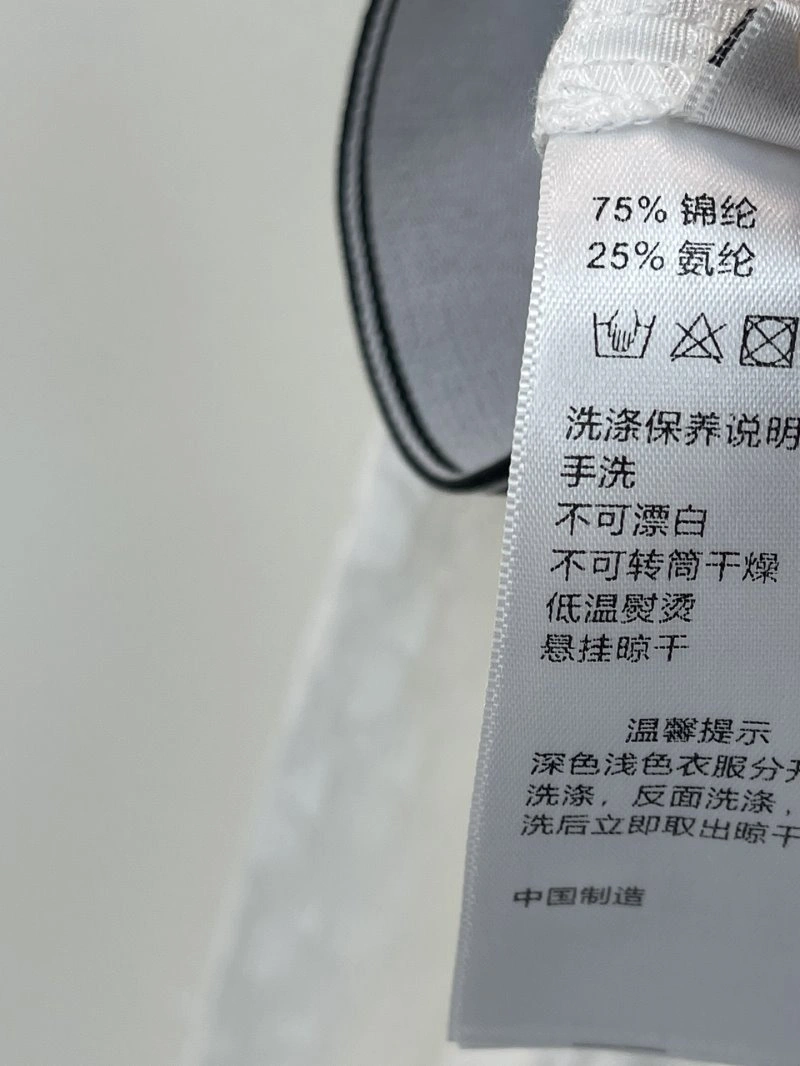 75% 锦纶
25% 氨纶
洗涤保养说明
手洗
不可漂白
不可转筒干燥
低温熨烫
悬挂晾干
温馨提示
深色浅色衣服分开
洗涤，反面洗涤，
洗后立即取出晾干
中国制造